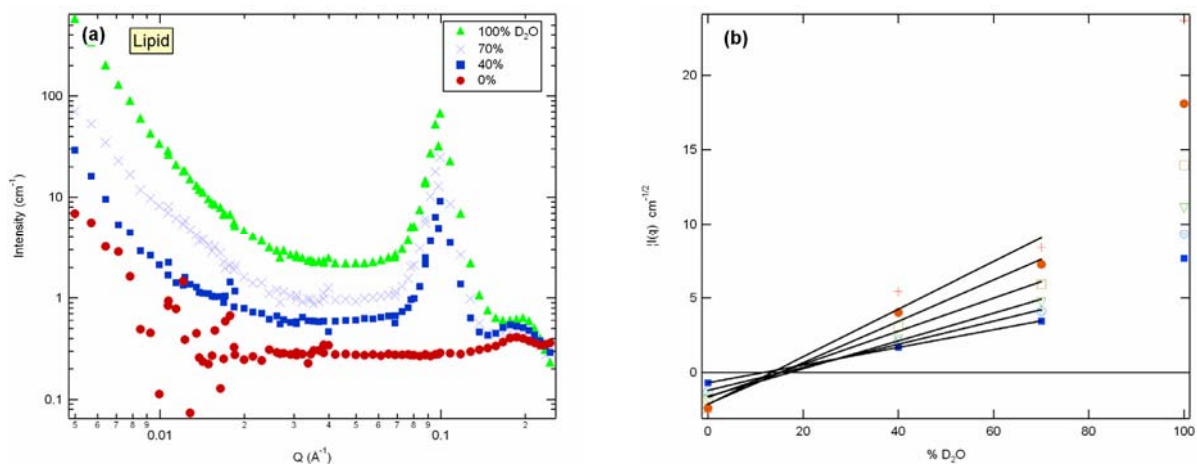 (a)
Lipid
100% D₂O
70%
40%
0%
Intensity (cm⁻¹)
100
10
1
0.1
5 6 7 8 9 0.01 2 3 4 5 6 7 8 9 0.1 2
Q (A⁻¹)
(b)
|I(q) cm⁻¹/²
20
15
10
5
0
0 20 40 60 80 100
% D₂O